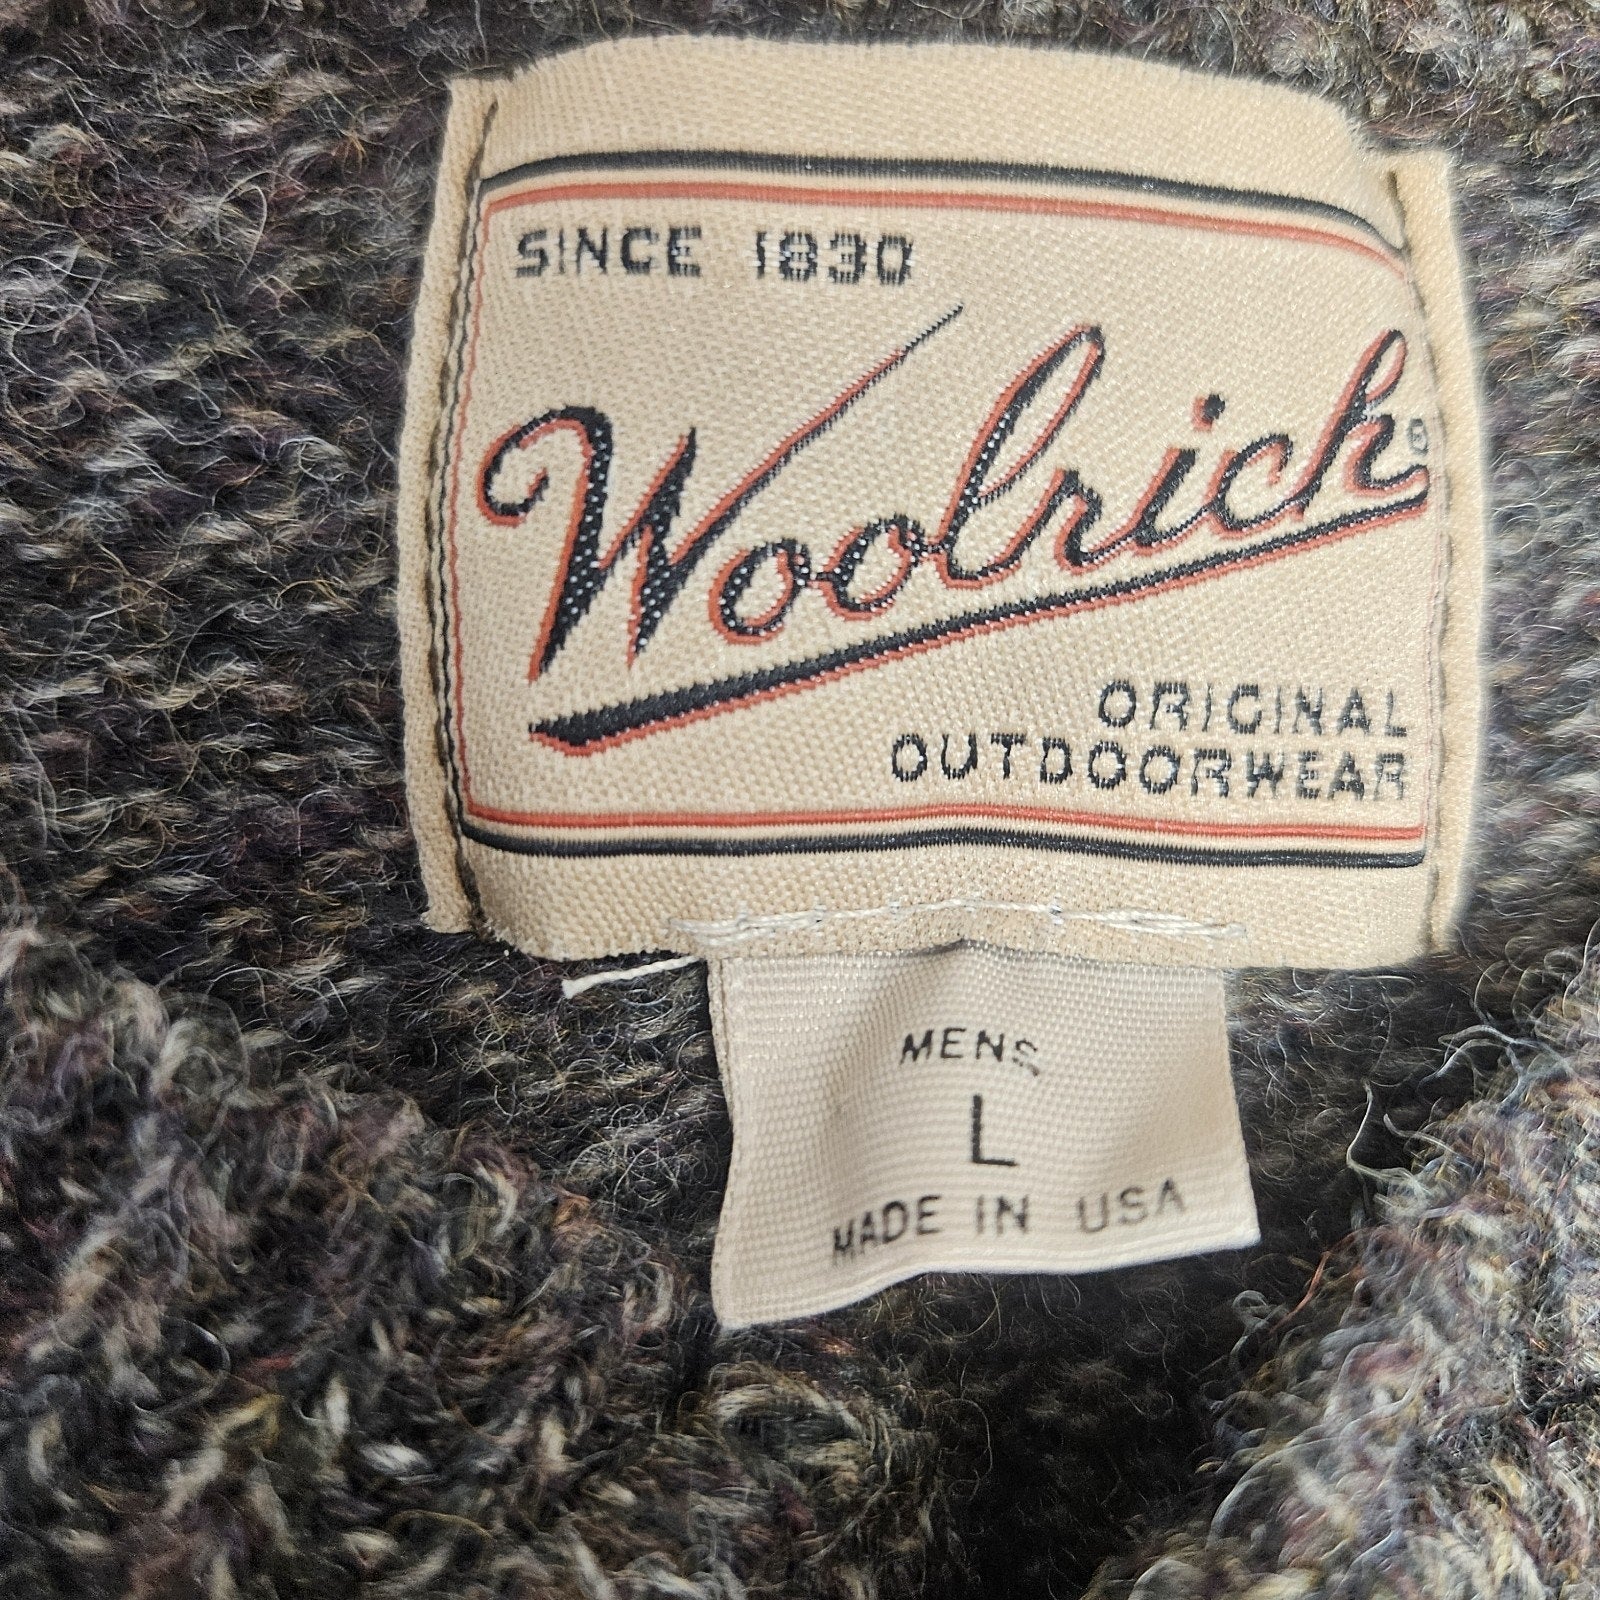 SINCE 1830
Woolrich®
ORIGINAL
OUTDOORWEAR
MENS
L
MADE IN USA